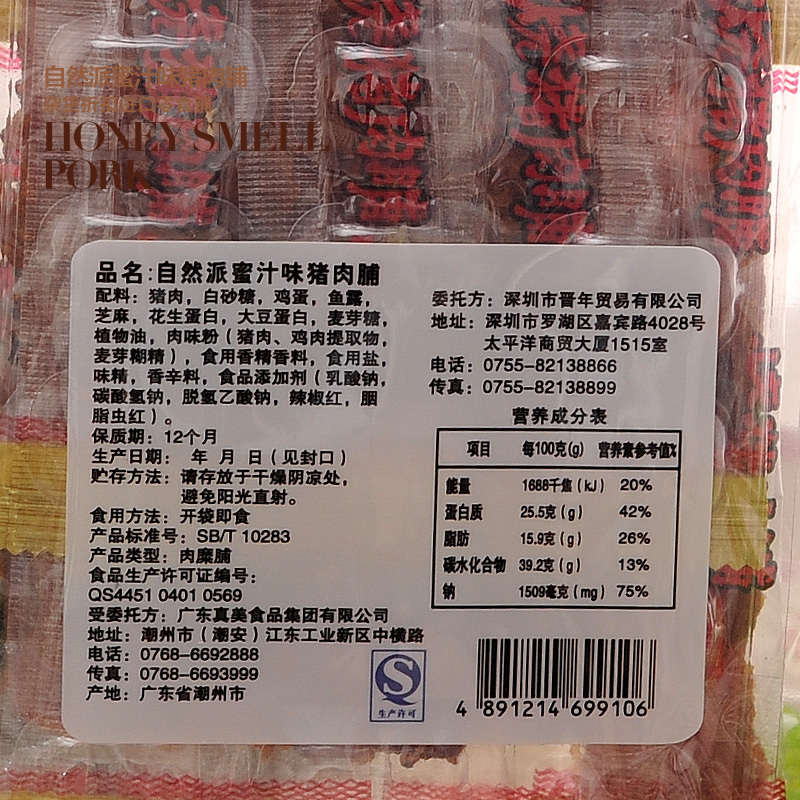 自然派蜜汁味猪肉脯
HONEY SMELL
PORK
品名:自然派蜜汁味猪肉脯
配料：猪肉，白砂糖，鸡蛋，鱼露，
芝麻，花生蛋白，大豆蛋白，麦芽糖，
植物油，肉味粉（猪肉、鸡肉提取物，
麦芽糊精），食用香精香料，食用盐，
味精，香辛料，食品添加剂（乳酸钠，
碳酸氢钠，脱氢乙酸钠，辣椒红，胭
脂虫红）。
保质期：12个月
生产日期： 年 月 日（见封口）
贮存方法：请存放于干燥阴凉处，
避免阳光直射。
食用方法：开袋即食
产品标准号：SB/T 10283
产品类型：肉糜脯
食品生产许可证编号：
QS4451 0401 0569
受委托方：广东真美食品集团有限公司
地址：潮州市（潮安）江东工业新区中横路
电话：0768-6692888
传真：0768-6693999
产地：广东省潮州市
生产许可
委托方：深圳市晋年贸易有限公司
地址：深圳市罗湖区嘉宾路4028号
太平洋商贸大厦1515室
电话：0755-82138866
传真：0755-82138899
营养成分表
项目 每100克(g) 营养素参考值%
能量 1688千焦（kJ） 20%
蛋白质 25.5克（g） 42%
脂肪 15.9克（g） 26%
碳水化合物 39.2克（g） 13%
钠 1509毫克（mg） 75%
4 891214 699106